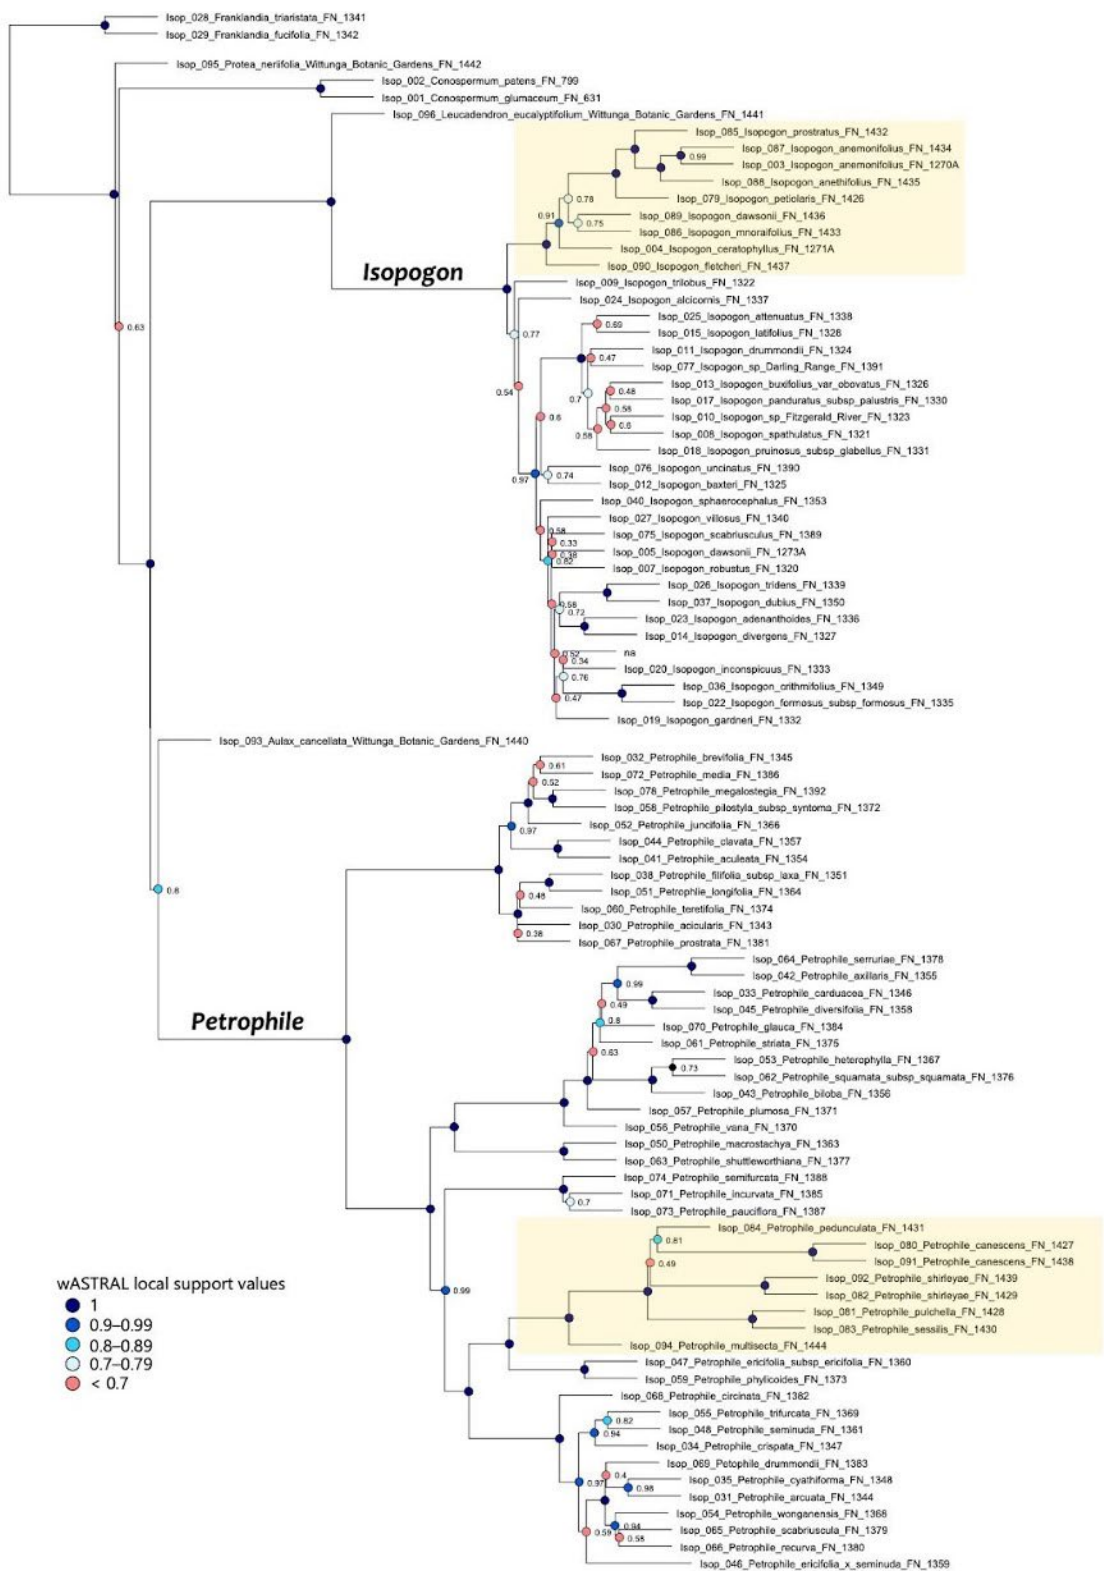 Isop_028_Franklandia_triaristata_FN_1341
Isop_029_Franklandia_fucifolia_FN_1342
Isop_095_Protea_neriifolia_Wittunga_Botanic_Gardens_FN_1442
Isop_002_Conospermum_patens_FN_799
Isop_001_Conospermum_glumaceum_FN_631
Isop_096_Leucadendron_eucalyptifolium_Wittunga_Botanic_Gardens_FN_1441
Isop_085_Isopogon_prostratus_FN_1432
Isop_087_Isopogon_anemonifolius_FN_1434
0.99
Isop_003_Isopogon_anemonifolius_FN_1270A
Isop_088_Isopogon_anethifolius_FN_1435
Isop_079_Isopogon_petiolaris_FN_1426
0.78
Isop_089_Isopogon_dawsonii_FN_1436
0.91
0.75
Isop_086_Isopogon_mnoraifolius_FN_1433
Isop_004_Isopogon_ceratophyllus_FN_1271A
Isop_090_Isopogon_fletcheri_FN_1437
Isopogon
Isop_009_Isopogon_trilobus_FN_1322
Isop_024_Isopogon_alcicornis_FN_1337
Isop_025_Isopogon_attenuatus_FN_1338
0.69
0.63
Isop_015_Isopogon_latifolius_FN_1328
0.77
Isop_011_Isopogon_drummondii_FN_1324
0.47
Isop_077_Isopogon_sp_Darling_Range_FN_1391
Isop_013_Isopogon_buxifolius_var_obovatus_FN_1326
0.54
0.48
0.7
Isop_017_Isopogon_panduratus_subsp_palustris_FN_1330
0.58
Isop_010_Isopogon_sp_Fitzgerald_River_FN_1323
0.6
0.6
0.58
Isop_008_Isopogon_spathulatus_FN_1321
Isop_018_Isopogon_pruinosus_subsp_glabellus_FN_1331
Isop_076_Isopogon_uncinatus_FN_1390
0.97
0.74
Isop_012_Isopogon_baxteri_FN_1325
Isop_040_Isopogon_sphaerocephalus_FN_1353
Isop_027_Isopogon_villosus_FN_1340
0.58
Isop_075_Isopogon_scabriusculus_FN_1389
0.33
Isop_005_Isopogon_dawsonii_FN_1273A
0.38
0.82
Isop_007_Isopogon_robustus_FN_1320
Isop_026_Isopogon_tridens_FN_1339
Isop_037_Isopogon_dubius_FN_1350
0.58
0.72
Isop_023_Isopogon_adenanthoides_FN_1336
Isop_014_Isopogon_divergens_FN_1327
na
0.52
0.34
Isop_020_Isopogon_inconspicuus_FN_1333
0.76
Isop_036_Isopogon_crithmifolius_FN_1349
0.47
Isop_022_Isopogon_formosus_subsp_formosus_FN_1335
Isop_019_Isopogon_gardneri_FN_1332
Isop_093_Aulax_cancellata_Wittunga_Botanic_Gardens_FN_1440
Isop_032_Petrophile_brevifolia_FN_1345
0.61
Isop_072_Petrophile_media_FN_1386
0.52
Isop_078_Petrophile_megalostegia_FN_1392
Isop_058_Petrophile_pilostyla_subsp_syntoma_FN_1372
Isop_052_Petrophile_juncifolia_FN_1366
0.97
Isop_044_Petrophile_clavata_FN_1357
Isop_041_Petrophile_aculeata_FN_1354
Isop_038_Petrophile_filifolia_subsp_laxa_FN_1351
0.8
Isop_051_Petrophile_longifolia_FN_1364
0.48
Isop_060_Petrophile_teretifolia_FN_1374
Isop_030_Petrophile_acicularis_FN_1343
0.38
Isop_067_Petrophile_prostrata_FN_1381
Isop_064_Petrophile_serruriae_FN_1378
Isop_042_Petrophile_axillaris_FN_1355
0.99
Isop_033_Petrophile_carduacea_FN_1346
0.49
Isop_045_Petrophile_diversifolia_FN_1358
Petrophile
0.8
Isop_070_Petrophile_glauca_FN_1384
Isop_061_Petrophile_striata_FN_1375
0.63
Isop_053_Petrophile_heterophylla_FN_1367
0.73
Isop_062_Petrophile_squamata_subsp_squamata_FN_1376
Isop_043_Petrophile_biloba_FN_1356
Isop_057_Petrophile_plumosa_FN_1371
Isop_056_Petrophile_vana_FN_1370
Isop_050_Petrophile_macrostachya_FN_1363
Isop_063_Petrophile_shuttleworthiana_FN_1377
Isop_074_Petrophile_semifurcata_FN_1388
Isop_071_Petrophile_incurvata_FN_1385
0.7
Isop_073_Petrophile_pauciflora_FN_1387
Isop_084_Petrophile_pedunculata_FN_1431
0.81
Isop_080_Petrophile_canescens_FN_1427
0.49
Isop_091_Petrophile_canescens_FN_1438
Isop_092_Petrophile_shirleyae_FN_1439
0.99
Isop_082_Petrophile_shirleyae_FN_1429
Isop_081_Petrophile_pulchella_FN_1428
Isop_083_Petrophile_sessilis_FN_1430
Isop_094_Petrophile_multisecta_FN_1444
Isop_047_Petrophile_ericifolia_subsp_ericifolia_FN_1360
Isop_059_Petrophile_phylicoides_FN_1373
Isop_068_Petrophile_circinata_FN_1382
Isop_055_Petrophile_trifurcata_FN_1369
0.82
Isop_048_Petrophile_seminuda_FN_1361
0.94
Isop_034_Petrophile_crispata_FN_1347
Isop_069_Petophile_drummondii_FN_1383
0.4
0.97
Isop_035_Petrophile_cyathiforma_FN_1348
0.98
Isop_031_Petrophile_arcuata_FN_1344
Isop_054_Petrophile_wonganensis_FN_1368
0.94
0.59
Isop_065_Petrophile_scabriuscula_FN_1379
0.58
Isop_066_Petrophile_recurva_FN_1380
Isop_046_Petrophile_ericifolia_x_seminuda_FN_1359
wASTRAL local support values
1
0.9–0.99
0.8–0.89
0.7–0.79
< 0.7